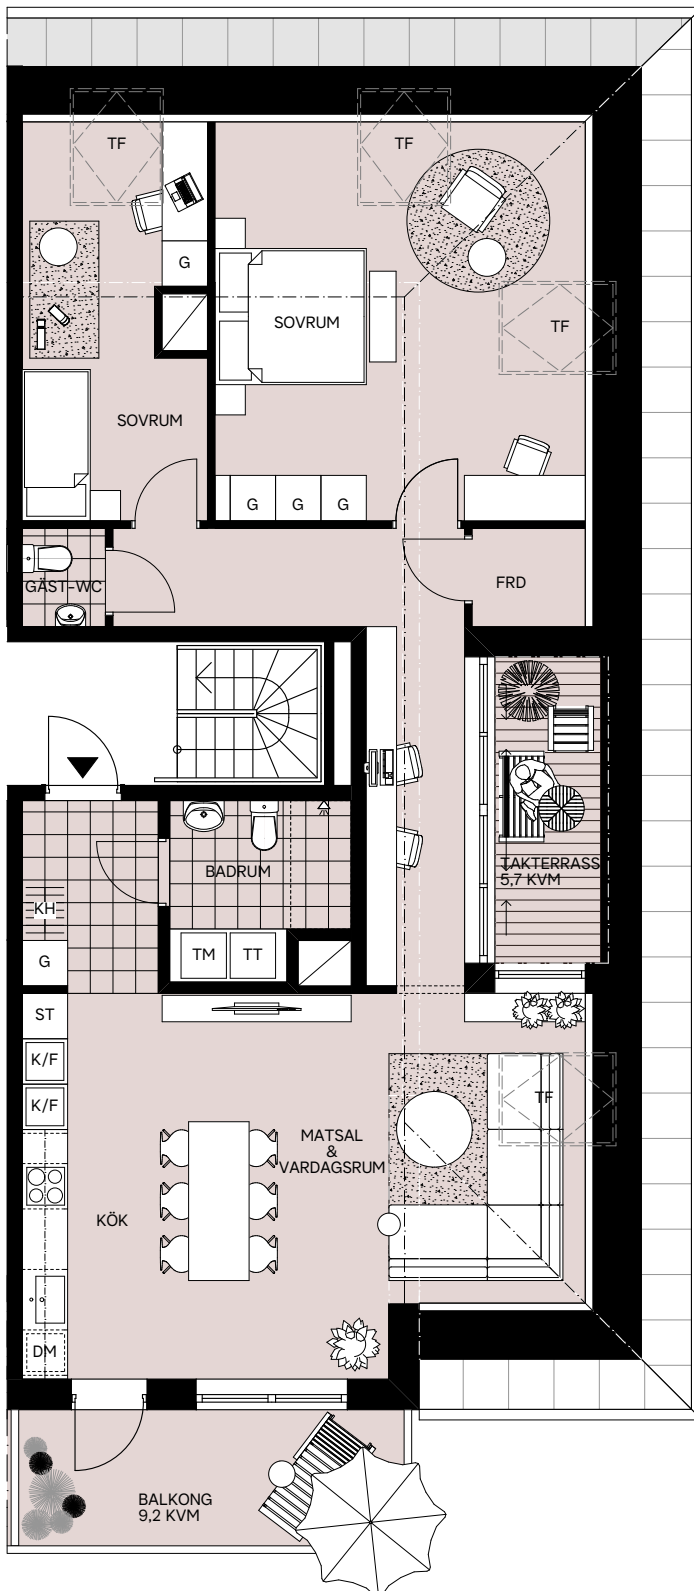 TF
TF
G
SOVRUM
TF
SOVRUM
G
G
G
GÄST-WC
FRD
TAKTERRASS
5,7 KVM
BADRUM
KH
G
TM
TT
ST
K/F
K/F
TF
MATSAL
&
VARDAGSRUM
KÖK
DM
BALKONG
9,2 KVM